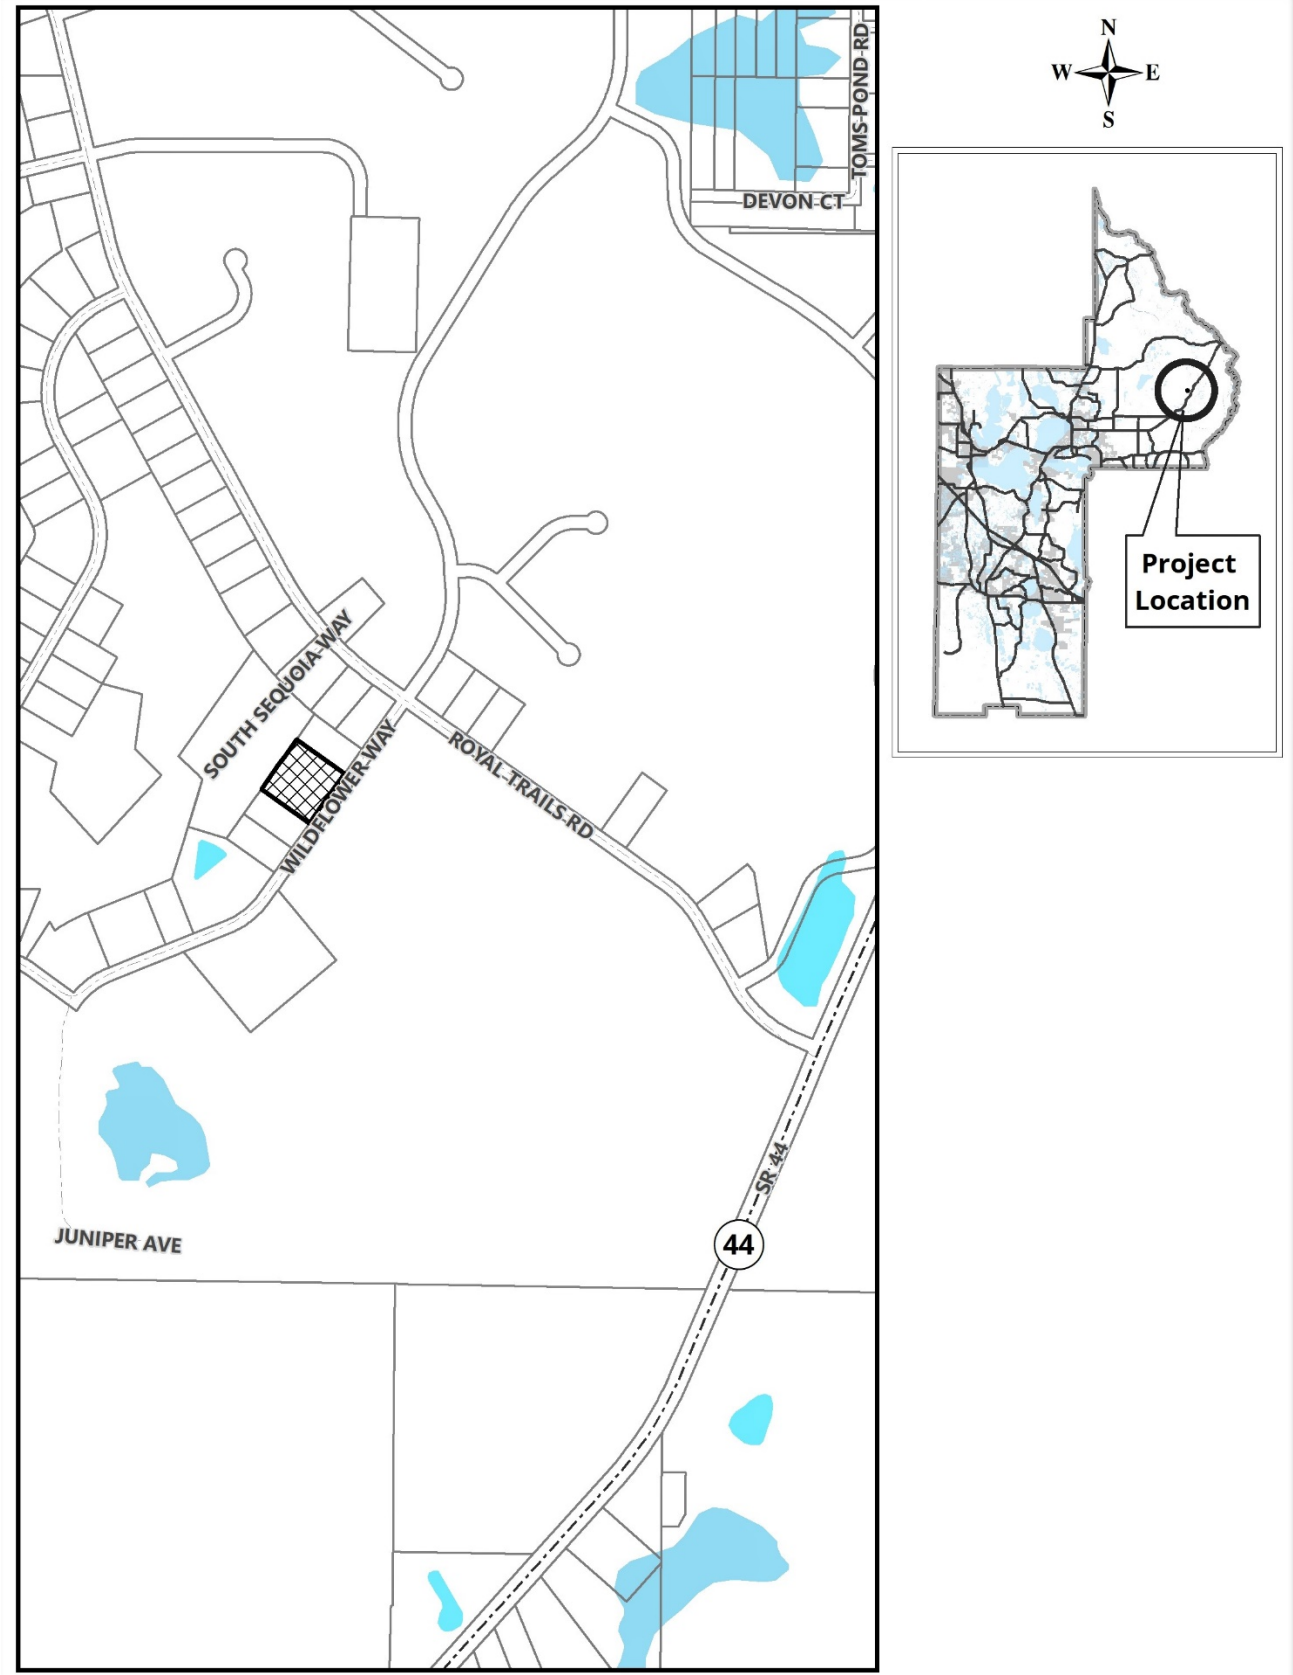 N
W E
S
TOMS POND RD
DEVON CT
SOUTH SEQUOIA WAY
WILDFLOWER WAY
ROYAL TRAILS RD
SR 44
44
JUNIPER AVE
Project
Location